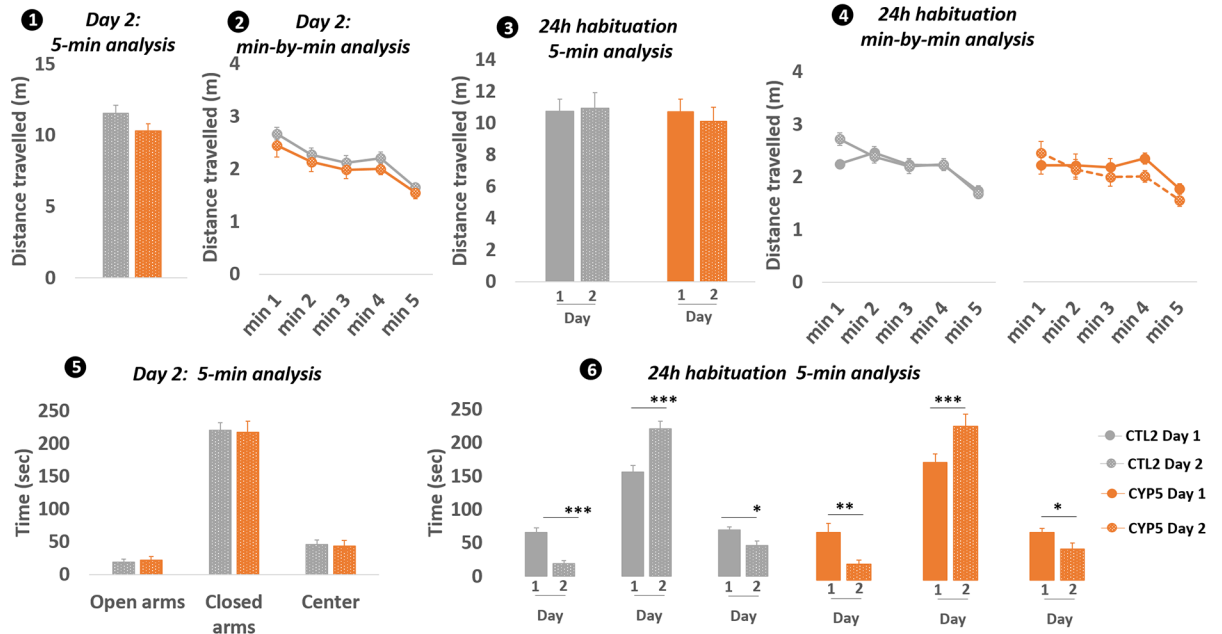 1
Day 2:
5-min analysis
Distance travelled (m)
15
10
5
0
2
Day 2:
min-by-min analysis
Distance travelled (m)
4
3
2
1
0
min 1
min 2
min 3
min 4
min 5
3
24h habituation
5-min analysis
Distance travelled (m)
14
12
10
8
6
4
2
0
1 2
Day
1 2
Day
4
24h habituation
min-by-min analysis
Distance travelled (m)
4
3
2
1
0
min 1
min 2
min 3
min 4
min 5
min 1
min 2
min 3
min 4
min 5
5
Day 2: 5-min analysis
Time (sec)
250
200
150
100
50
0
Open arms
Closed
arms
Center
6
24h habituation 5-min analysis
Time (sec)
250
200
150
100
50
0
***
***
*
**
***
*
1 2
Day
1 2
Day
1 2
Day
1 2
Day
1 2
Day
1 2
Day
CTL2 Day 1
CTL2 Day 2
CYP5 Day 1
CYP5 Day 2